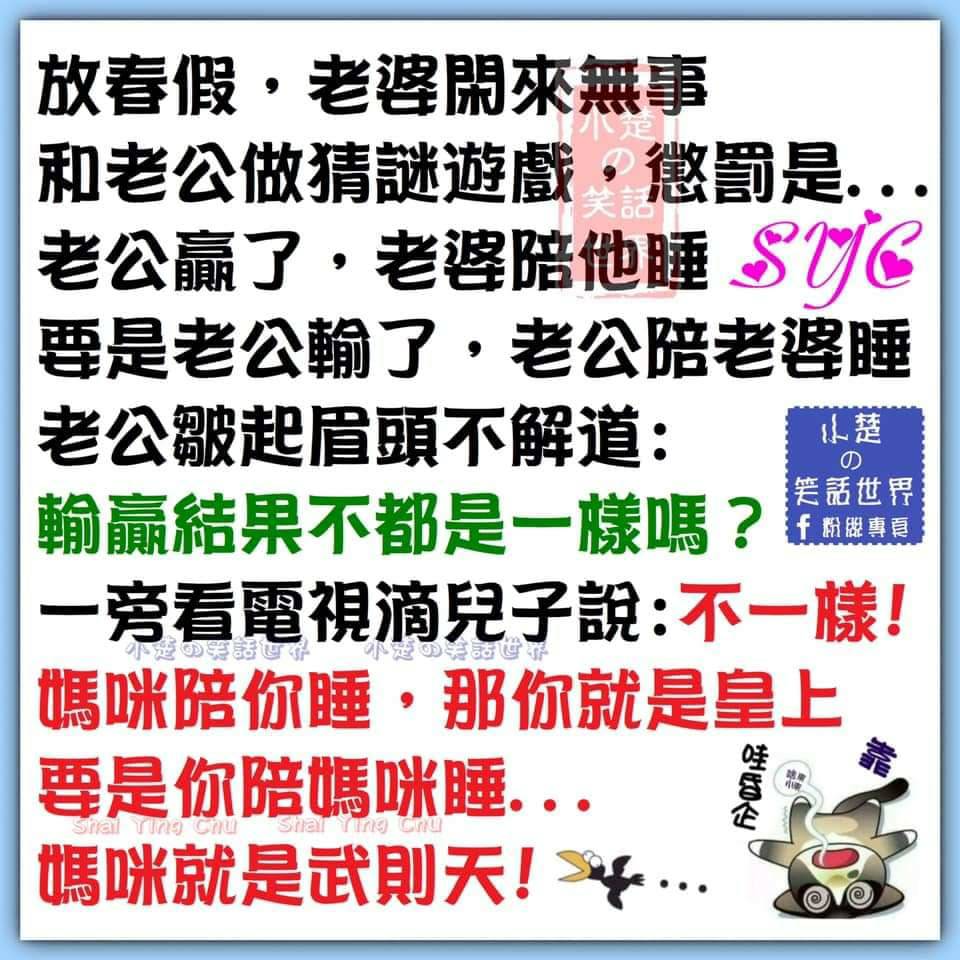 放春假，老婆閑來無事
和老公做猜謎遊戲，懲罰是...
老公贏了，老婆陪他睡
SYC
要是老公輸了，老公陪老婆睡
老公皺起眉頭不解道:
輸贏結果不都是一樣嗎？
一旁看電視滴兒子說:不一樣!
媽咪陪你睡，那你就是皇上
要是你陪媽咪睡...
媽咪就是武則天!
小楚
の
笑話
世界
小楚
の
笑話世界
f 粉絲專頁
小楚の笑話世界 小楚の笑話世界
Shai Ying Chu Shai Ying Chu
哇昏企
靠
...